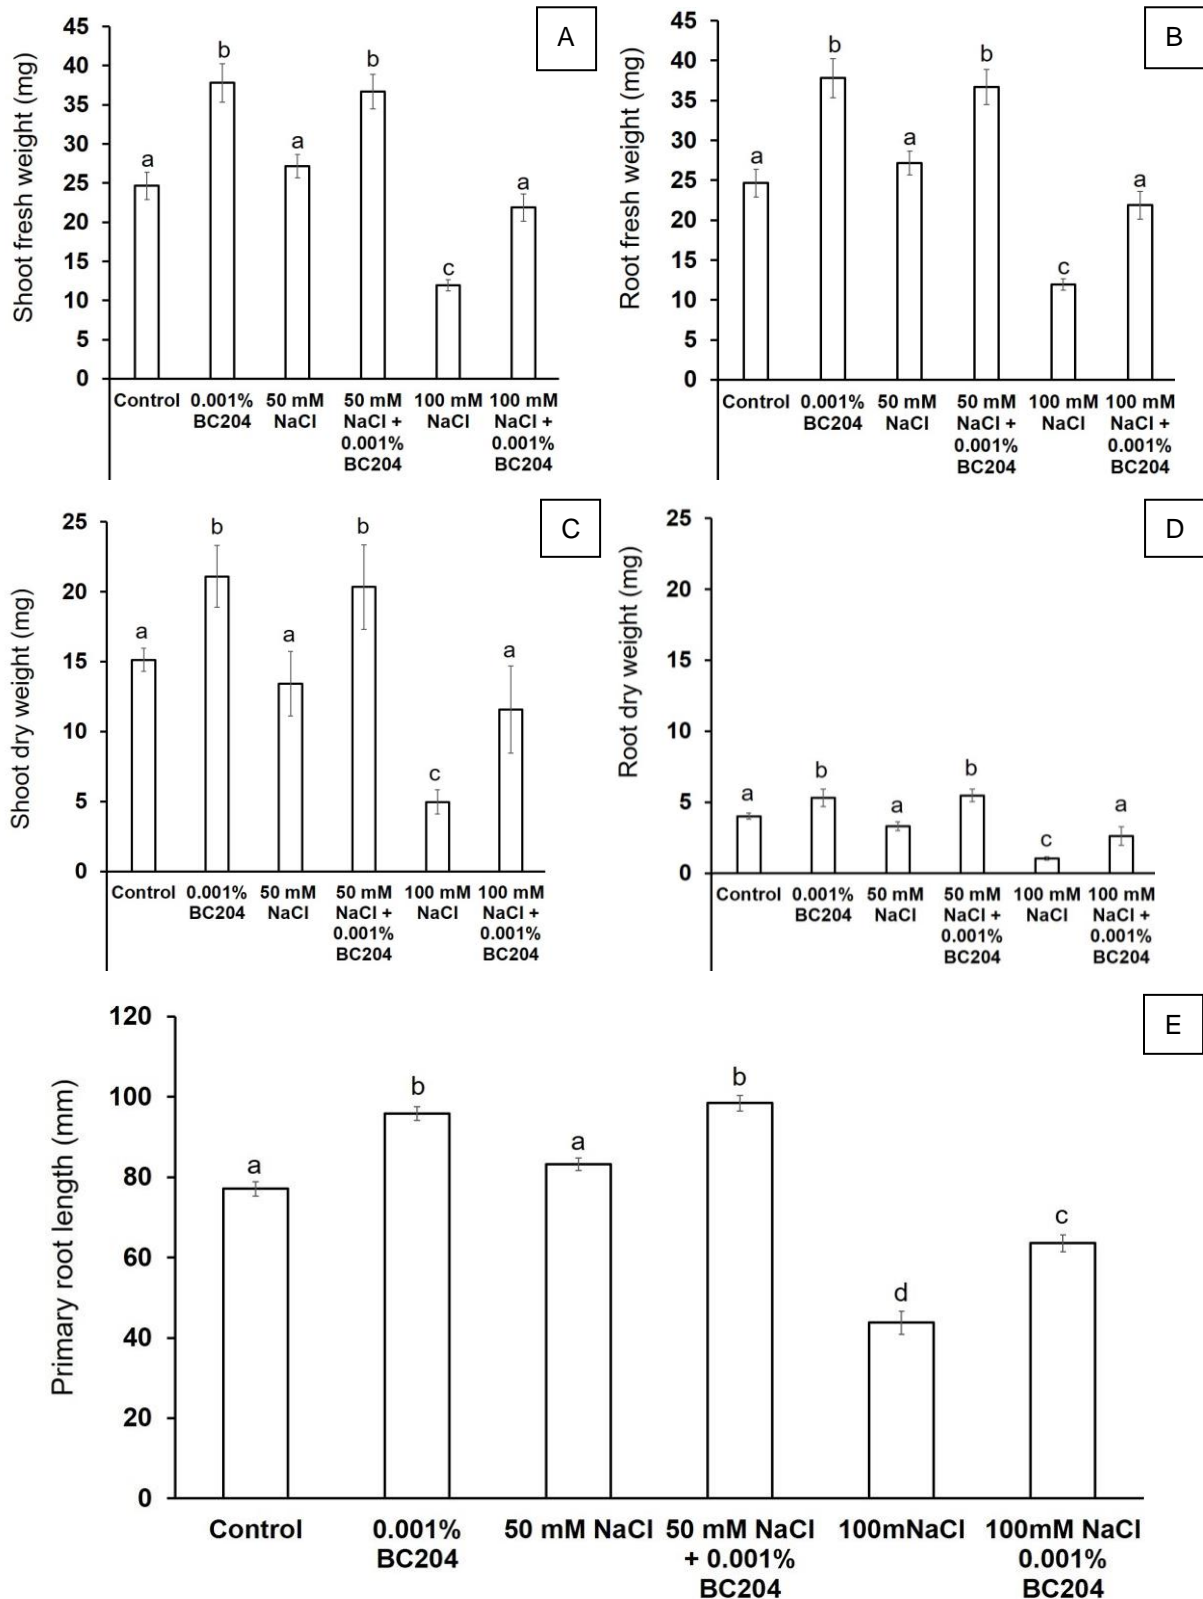 A
Shoot fresh weight (mg)
45
40
35
30
25
20
15
10
5
0
a
b
a
b
c
a
Control 0.001% 50 mM 50 mM 100 mM 100 mM
BC204 NaCl NaCl + NaCl NaCl +
0.001% 0.001%
BC204 BC204
B
Root fresh weight (mg)
45
40
35
30
25
20
15
10
5
0
a
b
a
b
c
a
Control 0.001% 50 mM 50 mM 100 mM 100 mM
BC204 NaCl NaCl + NaCl NaCl +
0.001% 0.001%
BC204 BC204
C
Shoot dry weight (mg)
25
20
15
10
5
0
a
b
a
b
c
a
Control 0.001% 50 mM 50 mM 100 mM 100 mM
BC204 NaCl NaCl + NaCl NaCl +
0.001% 0.001%
BC204 BC204
D
Root dry weight (mg)
25
20
15
10
5
0
a
b
a
b
c
a
Control 0.001% 50 mM 50 mM 100 mM 100 mM
BC204 NaCl NaCl + NaCl NaCl +
0.001% 0.001%
BC204 BC204
E
Primary root length (mm)
120
100
80
60
40
20
0
a
b
a
b
d
c
Control 0.001% 50 mM NaCl 50 mM NaCl 100mNaCl 100mM NaCl
BC204 + 0.001% 0.001%
BC204 BC204